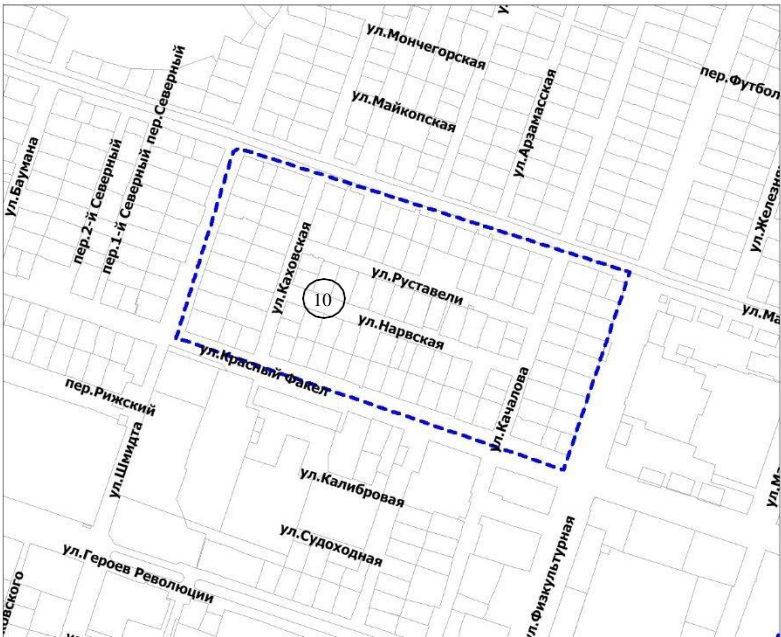 ул.Мончегорская
ул.Майкопская
ул.Арзамасская
пер.Футбол
ул.Баумана
пер.2-й Северный
пер.1-й Северный
пер.Северный
ул.Железн
ул.Каховская
10
ул.Руставели
ул.Нарвская
ул.Ма
ул.Красный Факел
ул.Качалова
пер.Рижский
ул.Шмидта
ул.Калибровая
ул.М
ул.Судоходная
ул.Героев Революции
ул.Физкультурная
ковского